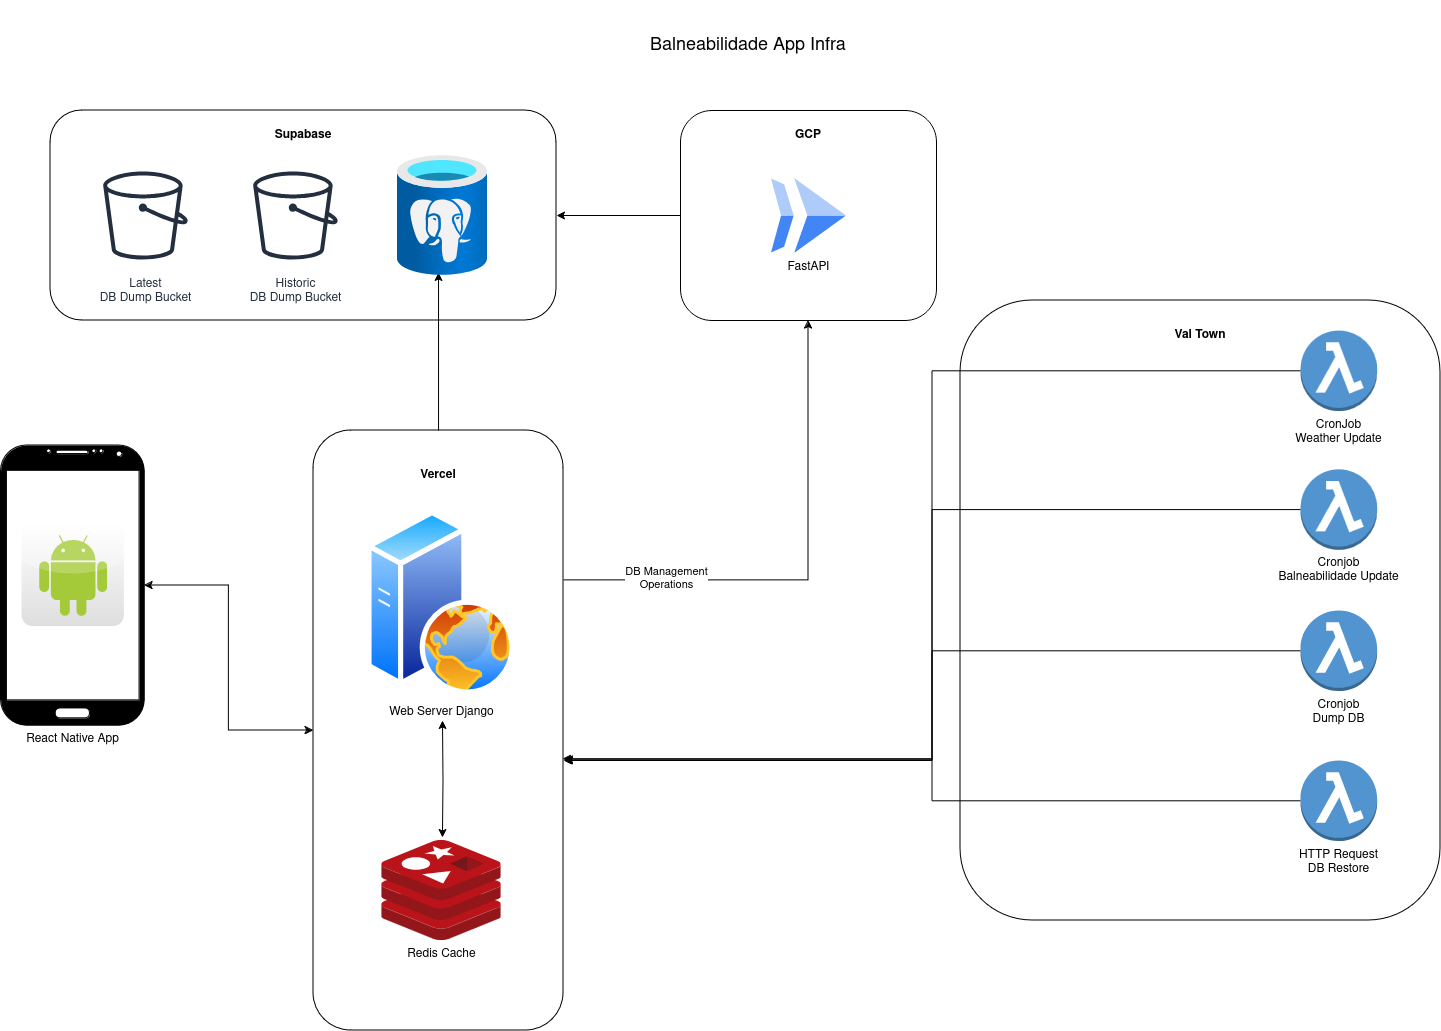 Balneabilidade App Infra
Supabase
Latest
DB Dump Bucket
Historic
DB Dump Bucket
GCP
FastAPI
Val Town
CronJob
Weather Update
Cronjob
Balneabilidade Update
Cronjob
Dump DB
HTTP Request
DB Restore
Vercel
DB Management
Operations
Web Server Django
Redis Cache
React Native App